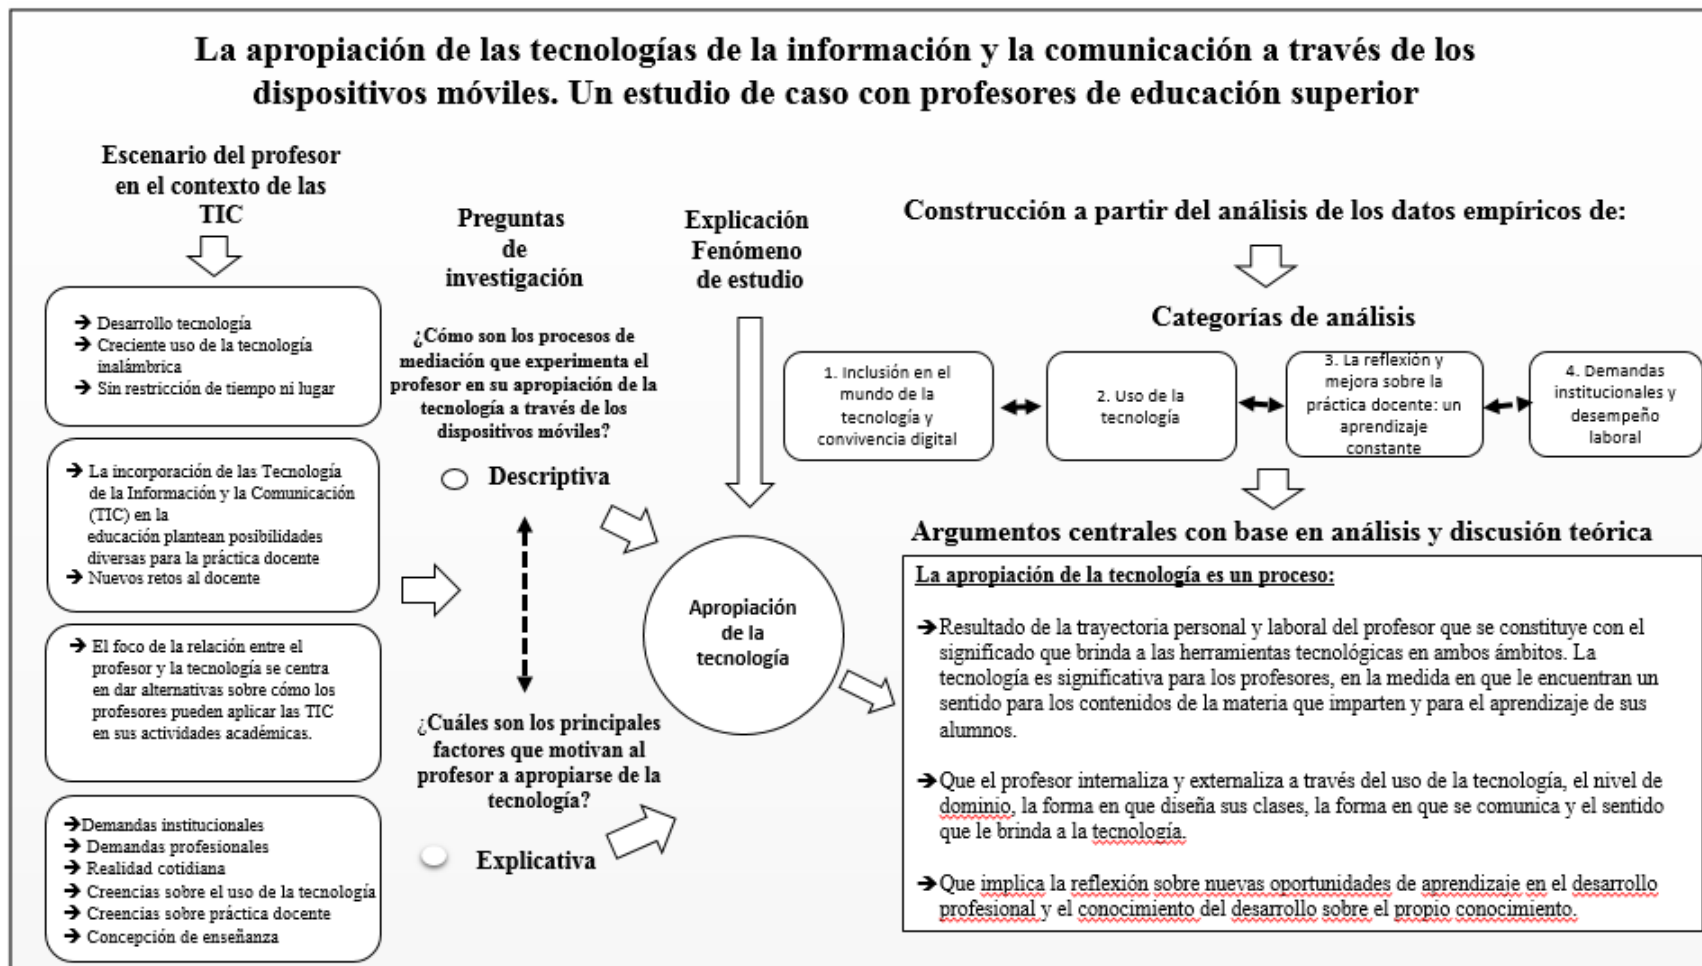 La apropiación de las tecnologías de la información y la comunicación a través de los
dispositivos móviles. Un estudio de caso con profesores de educación superior
Escenario del profesor
en el contexto de las
TIC
➔ Desarrollo tecnología
➔ Creciente uso de la tecnología
inalámbrica
➔ Sin restricción de tiempo ni lugar
➔ La incorporación de las Tecnología
de la Información y la Comunicación
(TIC) en la
educación plantean posibilidades
diversas para la práctica docente
➔ Nuevos retos al docente
➔ El foco de la relación entre el
profesor y la tecnología se centra
en dar alternativas sobre cómo los
profesores pueden aplicar las TIC
en sus actividades académicas.
➔Demandas institucionales
➔ Demandas profesionales
➔ Realidad cotidiana
➔ Creencias sobre el uso de la tecnología
➔ Creencias sobre práctica docente
➔ Concepción de enseñanza
Preguntas
de
investigación
¿Cómo son los procesos de
mediación que experimenta el
profesor en su apropiación de la
tecnología a través de los
dispositivos móviles?
Descriptiva
¿Cuáles son los principales
factores que motivan al
profesor a apropiarse de la
tecnología?
Explicativa
Explicación
Fenómeno
de estudio
Apropiación
de la
tecnología
Construcción a partir del análisis de los datos empíricos de:
Categorías de análisis
1. Inclusión en el
mundo de la
tecnología y
convivencia digital
2. Uso de la
tecnología
3. La reflexión y
mejora sobre la
práctica docente: un
aprendizaje
constante
4. Demandas
institucionales y
desempeño
laboral
Argumentos centrales con base en análisis y discusión teórica
La apropiación de la tecnología es un proceso:
➔Resultado de la trayectoria personal y laboral del profesor que se constituye con el
significado que brinda a las herramientas tecnológicas en ambos ámbitos. La
tecnología es significativa para los profesores, en la medida en que le encuentran un
sentido para los contenidos de la materia que imparten y para el aprendizaje de sus
alumnos.
➔Que el profesor internaliza y externaliza a través del uso de la tecnología, el nivel de
dominio, la forma en que diseña sus clases, la forma en que se comunica y el sentido
que le brinda a la tecnología.
➔Que implica la reflexión sobre nuevas oportunidades de aprendizaje en el desarrollo
profesional y el conocimiento del desarrollo sobre el propio conocimiento.